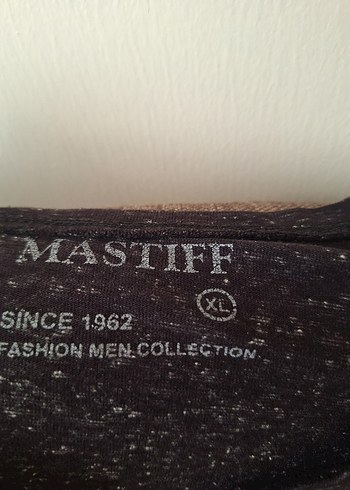 MASTIFF
XL
SINCE 1962
FASHION MEN COLLECTION